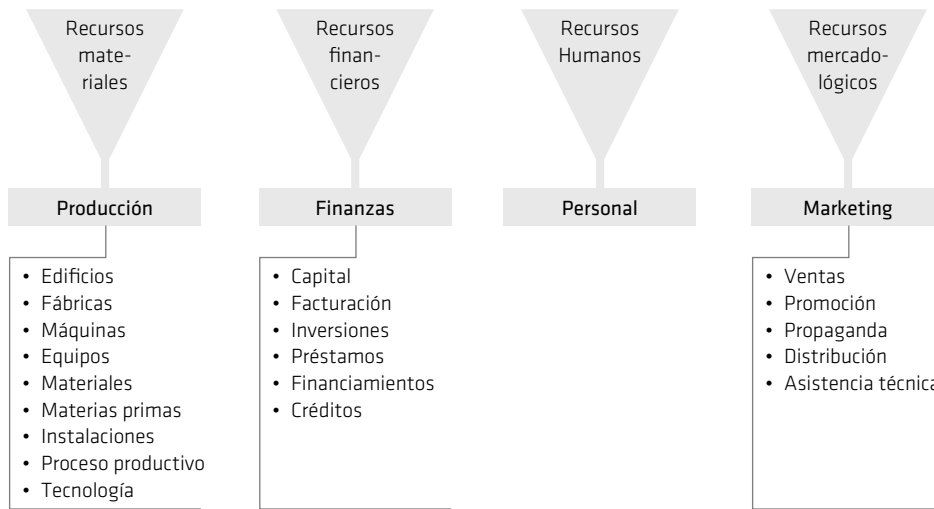 Recursos
mate-
riales
Recursos
finan-
cieros
Recursos
Humanos
Recursos
mercado-
lógicos
Producción
Finanzas
Personal
Marketing
• Edificios
• Fábricas
• Máquinas
• Equipos
• Materiales
• Materias primas
• Instalaciones
• Proceso productivo
• Tecnología
• Capital
• Facturación
• Inversiones
• Préstamos
• Financiamientos
• Créditos
• Ventas
• Promoción
• Propaganda
• Distribución
• Asistencia técnica